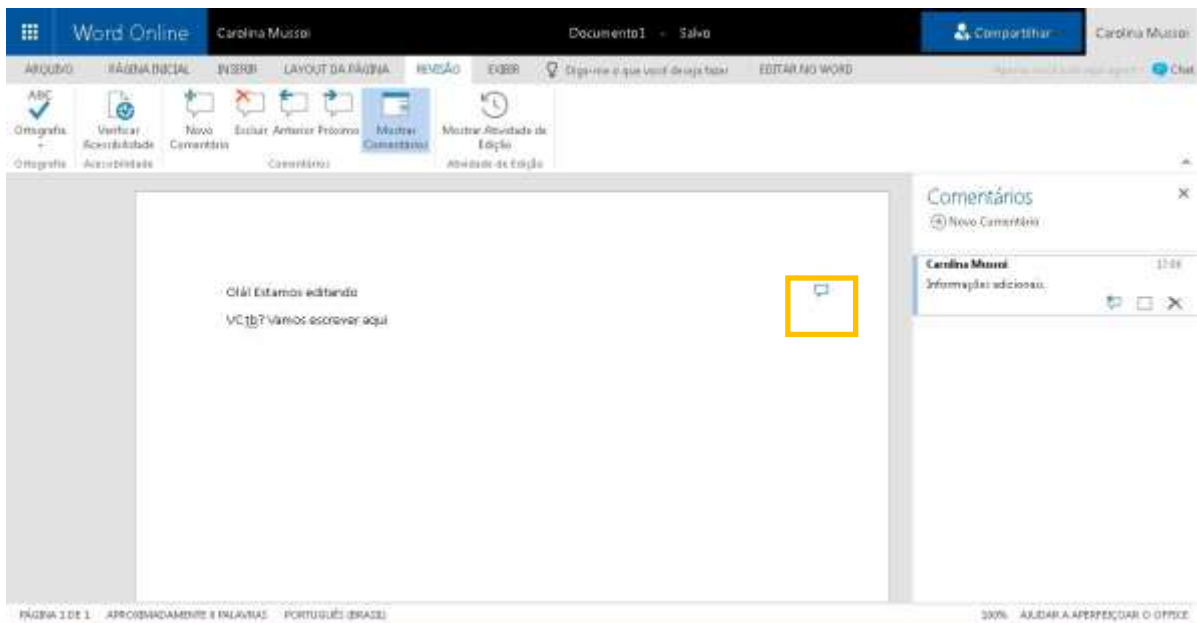 Word Online
Carolina Mussoi
Documento1 - Salvo
Compartilhar
Carolina Mussoi
ARQUIVO PÁGINA INICIAL INSERIR LAYOUT DA PÁGINA REVISÃO EXIBIR Diga-me o que você deseja fazer EDITAR NO WORD
Chat
ABC
Ortografia
Verificar Acessibilidade
Novo Comentário
Excluir Anterior Próximo
Mostrar Comentários
Mostrar Atividade de Edição
Ortografia Acessibilidade Comentários Atividade de Edição
Comentários
Novo Comentário
Carolina Mussoi
Informações adicionais.
Olá! Estamos editando
VC tb? Vamos escrever aqui
PÁGINA 1 DE 1 APROXIMADAMENTE 8 PALAVRAS PORTUGUÊS (BRASIL) 100% AJUDAR A APERFEIÇOAR O OFFICE